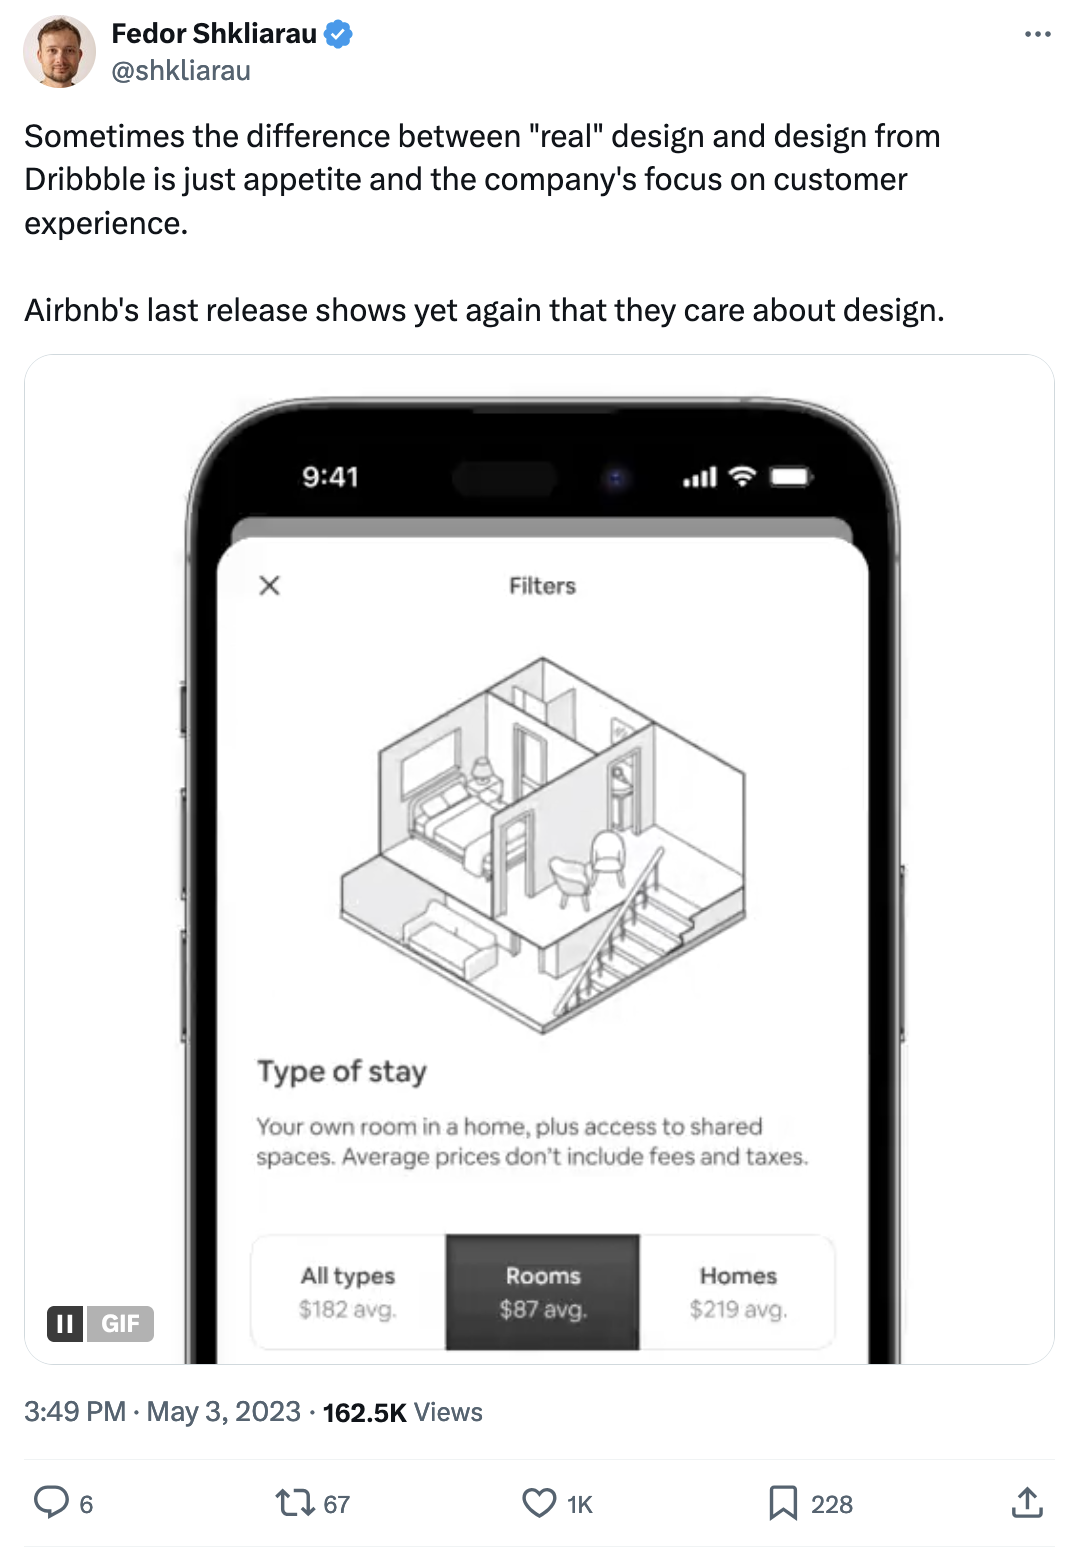 Fedor Shkliarau
@shkliarau
Sometimes the difference between "real" design and design from
Dribbble is just appetite and the company's focus on customer
experience.
Airbnb's last release shows yet again that they care about design.
9:41
Filters
Type of stay
Your own room in a home, plus access to shared
spaces. Average prices don't include fees and taxes.
All types Rooms Homes
$182 avg. $87 avg. $219 avg.
GIF
3:49 PM · May 3, 2023 · 162.5K Views
6 67 1K 228